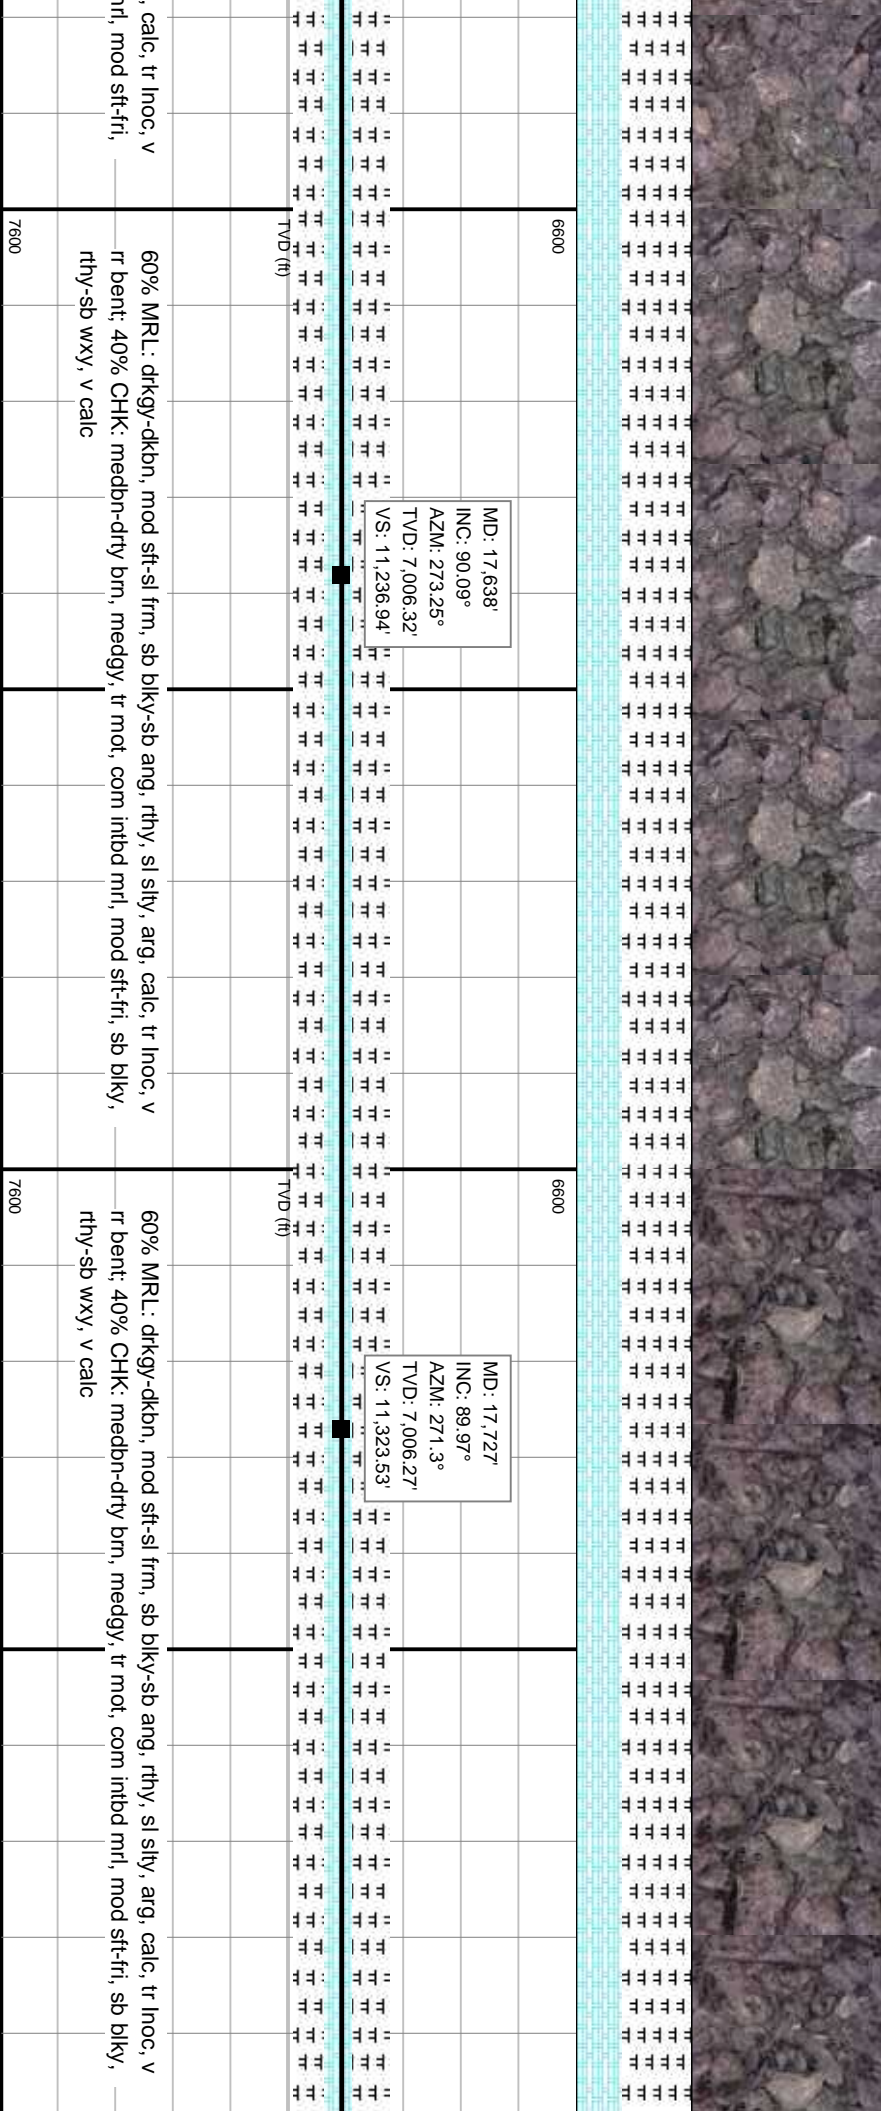 , calc, tr Inoc, v
mod sft-fri,
6600
TVD (ft)
7600
60% MRL: drkgy-dkbn, mod sft-sl frm, sb blky-sb ang, rthy, sl slty, arg, calc, tr Inoc, v
rr bent; 40% CHK: medbn-drty brn, medgy, tr mot, com intbd mrl, mod sft-fri, sb blky,
rthy-sb wxy, v calc
MD: 17,638'
INC: 90.09°
AZM: 273.25°
TVD: 7,006.32'
VS: 11,236.94'
6600
TVD (ft)
7600
60% MRL: drkgy-dkbn, mod sft-sl frm, sb blky-sb ang, rthy, sl slty, arg, calc, tr Inoc, v
rr bent; 40% CHK: medbn-drty brn, medgy, tr mot, com intbd mrl, mod sft-fri, sb blky,
rthy-sb wxy, v calc
MD: 17,727'
INC: 89.97°
AZM: 271.3°
TVD: 7,006.27'
VS: 11,323.53'